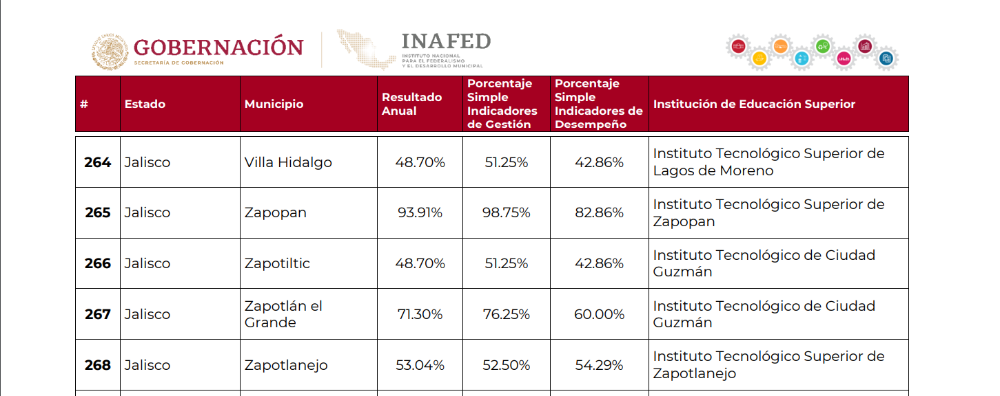 GOBERNACIÓN
SECRETARÍA DE GOBERNACIÓN
INAFED
INSTITUTO NACIONAL
PARA EL FEDERALISMO
Y EL DESARROLLO MUNICIPAL
# Estado Municipio Resultado Anual Porcentaje Simple Indicadores de Gestión Porcentaje Simple Indicadores de Desempeño Institución de Educación Superior
264 Jalisco Villa Hidalgo 48.70% 51.25% 42.86% Instituto Tecnológico Superior de
Lagos de Moreno
265 Jalisco Zapopan 93.91% 98.75% 82.86% Instituto Tecnológico Superior de
Zapopan
266 Jalisco Zapotiltic 48.70% 51.25% 42.86% Instituto Tecnológico de Ciudad
Guzmán
267 Jalisco Zapotlán el Grande 71.30% 76.25% 60.00% Instituto Tecnológico de Ciudad
Guzmán
268 Jalisco Zapotlanejo 53.04% 52.50% 54.29% Instituto Tecnológico Superior de
Zapotlanejo